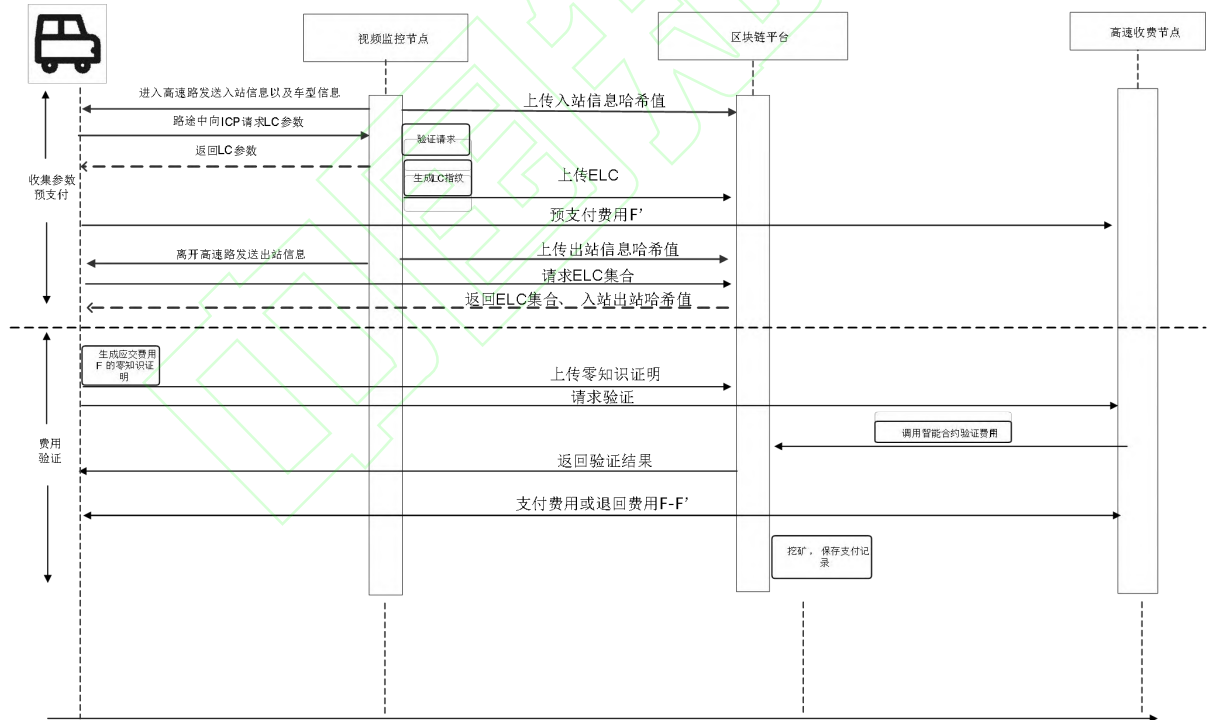 视频监控节点
区块链平台
高速收费节点
进入高速路发送入站信息以及车型信息
上传入站信息哈希值
路途中向ICP请求LC参数
验证请求
返回LC参数
生成LC指纹
上传ELC
收集参数
预支付
预支付费用F’
离开高速路发送出站信息
上传出站信息哈希值
请求ELC集合
返回ELC集合、 入站出站哈希值
生成应交费用
F 的零知识证
明
上传零知识证明
请求验证
调用智能合约验证费用
费用
验证
返回验证结果
支付费用或退回费用F-F’
挖矿 ， 保存支付记
录